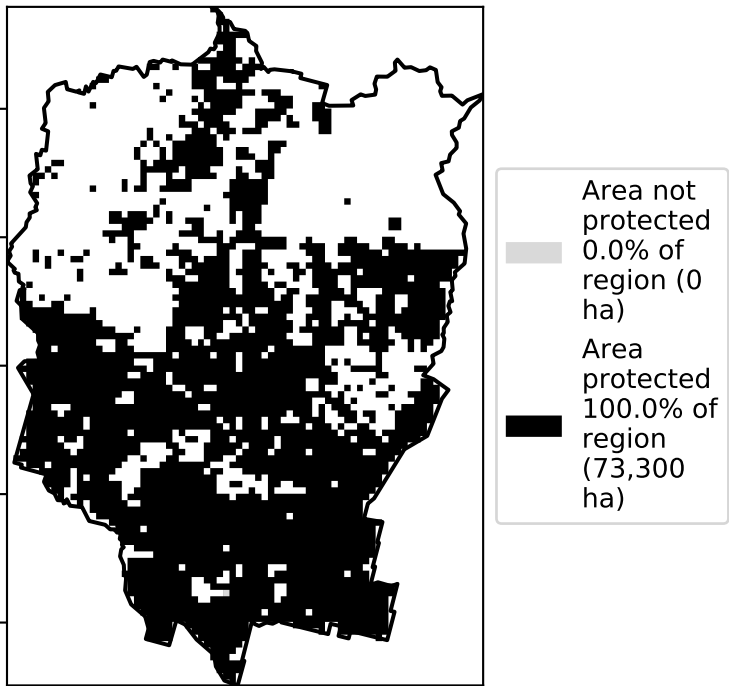 Area not
protected
0.0% of
region (0
ha)
Area
protected
100.0% of
region
(73,300
ha)